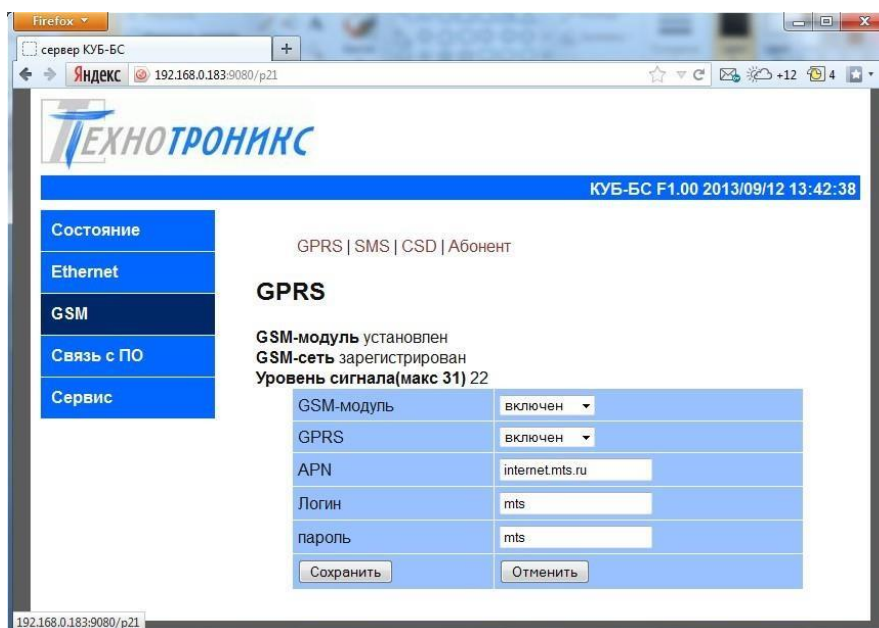 Firefox
сервер КУБ-БС
+
Яндекс 192.168.0.183:9080/p21 +12 4
ТЕХНОТРОНИКС
КУБ-БС F1.00 2013/09/12 13:42:38
Состояние
Ethernet
GSM
Связь с ПО
Сервис
GPRS | SMS | CSD | Абонент
GPRS
GSM-модуль установлен
GSM-сеть зарегистрирован
Уровень сигнала(макс 31) 22
GSM-модуль включен
GPRS включен
APN internet.mts.ru
Логин mts
пароль mts
Сохранить Отменить
192.168.0.183:9080/p21